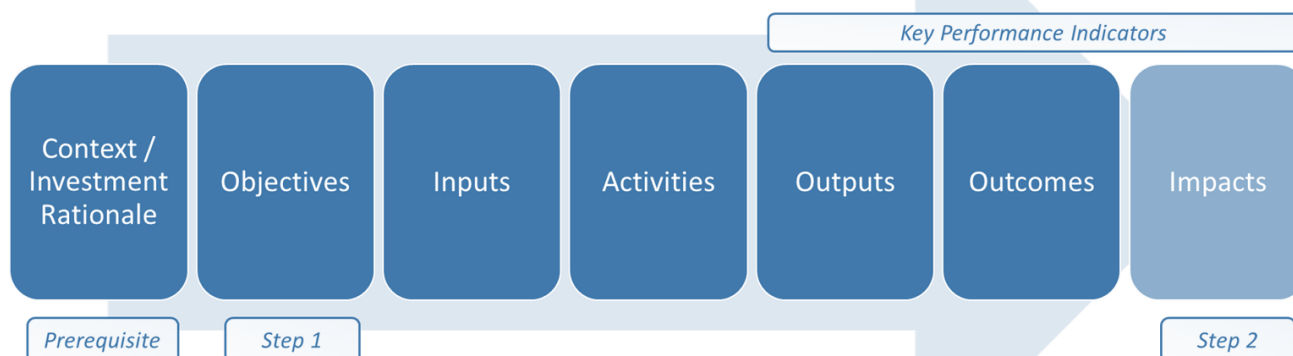 Key Performance Indicators
Context /
Investment
Rationale
Objectives
Inputs
Activities
Outputs
Outcomes
Impacts
Prerequisite
Step 1
Step 2